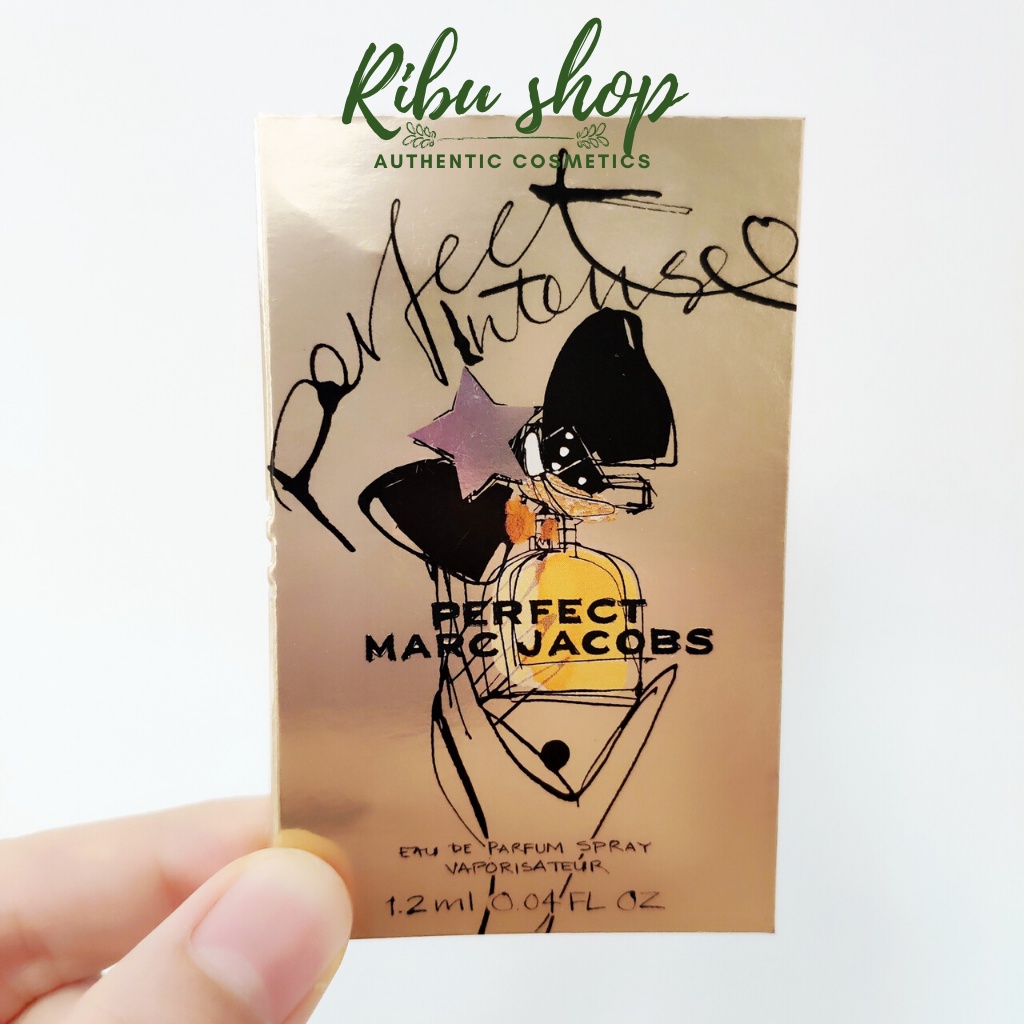 Ribu shop
AUTHENTIC COSMETICS
Perfect
intense
PERFECT
MARC JACOBS
EAU DE PARFUM SPRAY
VAPORISATEUR
1.2 ml 0.04 FL OZ